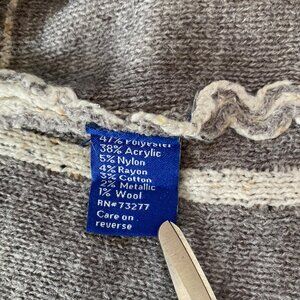 47% Polyester
38% Acrylic
5% Nylon
4% Rayon
3% Cotton
2% Metallic
1% Wool
RN# 73277
Care on
reverse